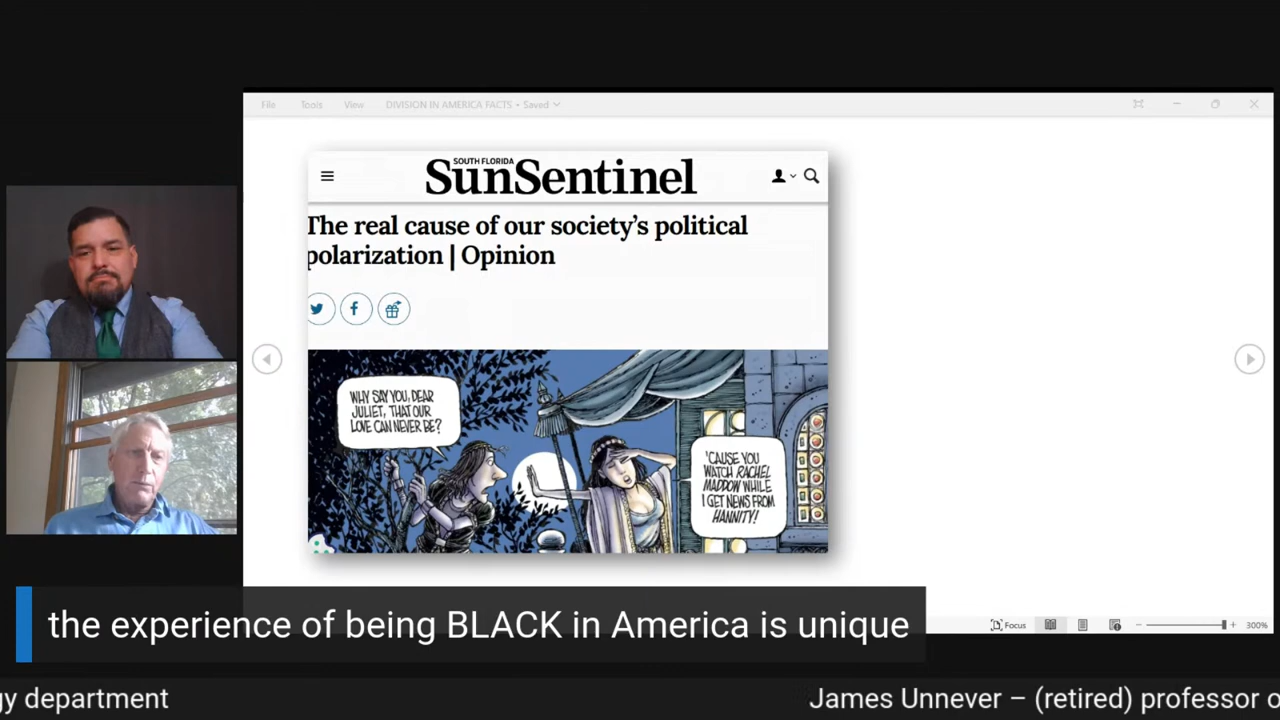 File Tools View DIVISION IN AMERICA FACTS • Saved
SOUTH FLORIDA
SunSentinel
The real cause of our society's political
polarization | Opinion
WHY SAY YOU, DEAR
JULIET, THAT OUR
LOVE CAN NEVER BE?
'CAUSE YOU
WATCH RACHEL
MADDOW WHILE
I GET NEWS FROM
HANNITY!
the experience of being BLACK in America is unique
Focus
300%
gy department
James Unnever – (retired) professor o